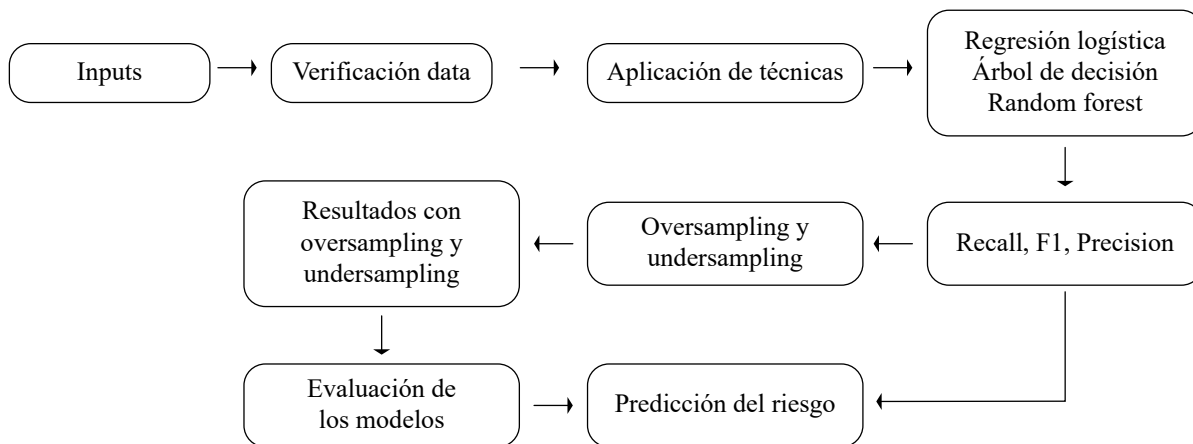 Inputs
Verificación data
Aplicación de técnicas
Regresión logística
Árbol de decisión
Random forest
Recall, F1, Precision
Oversampling y
undersampling
Resultados con
oversampling y
undersampling
Evaluación de
los modelos
Predicción del riesgo